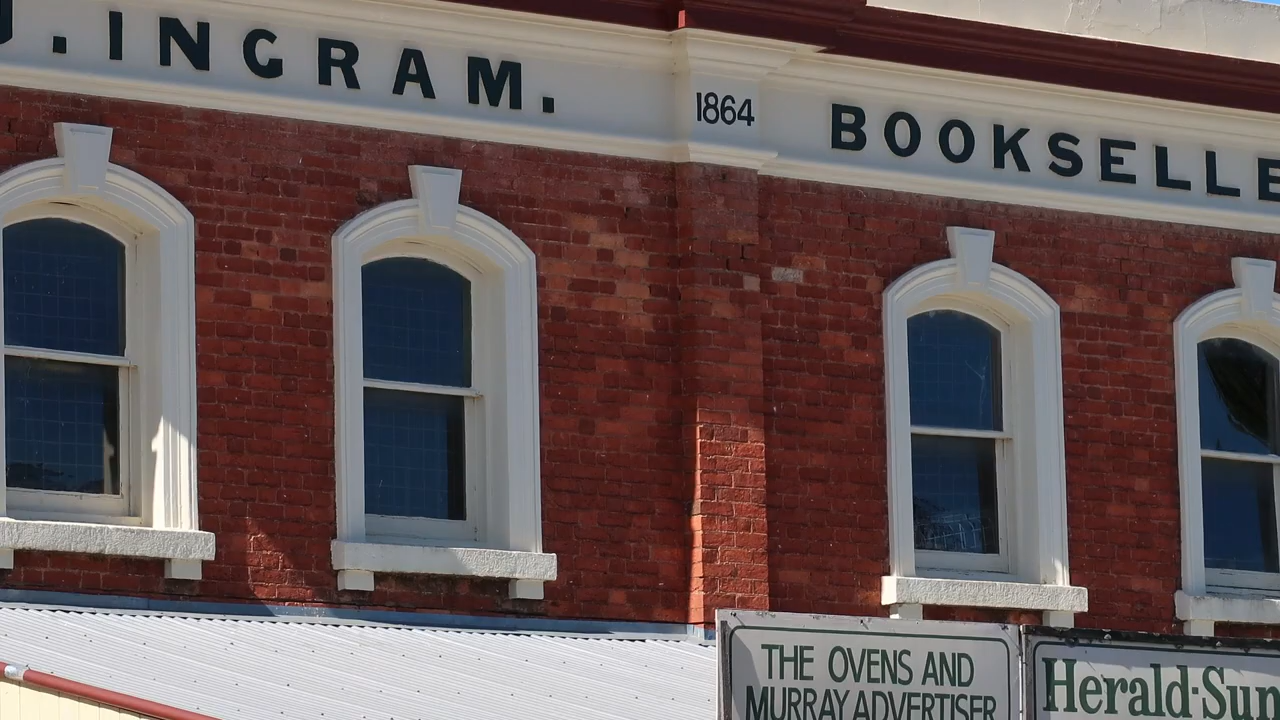 J. INGRAM.
1864
BOOKSELLE
THE OVENS AND
MURRAY ADVERTISER
Herald-Sun